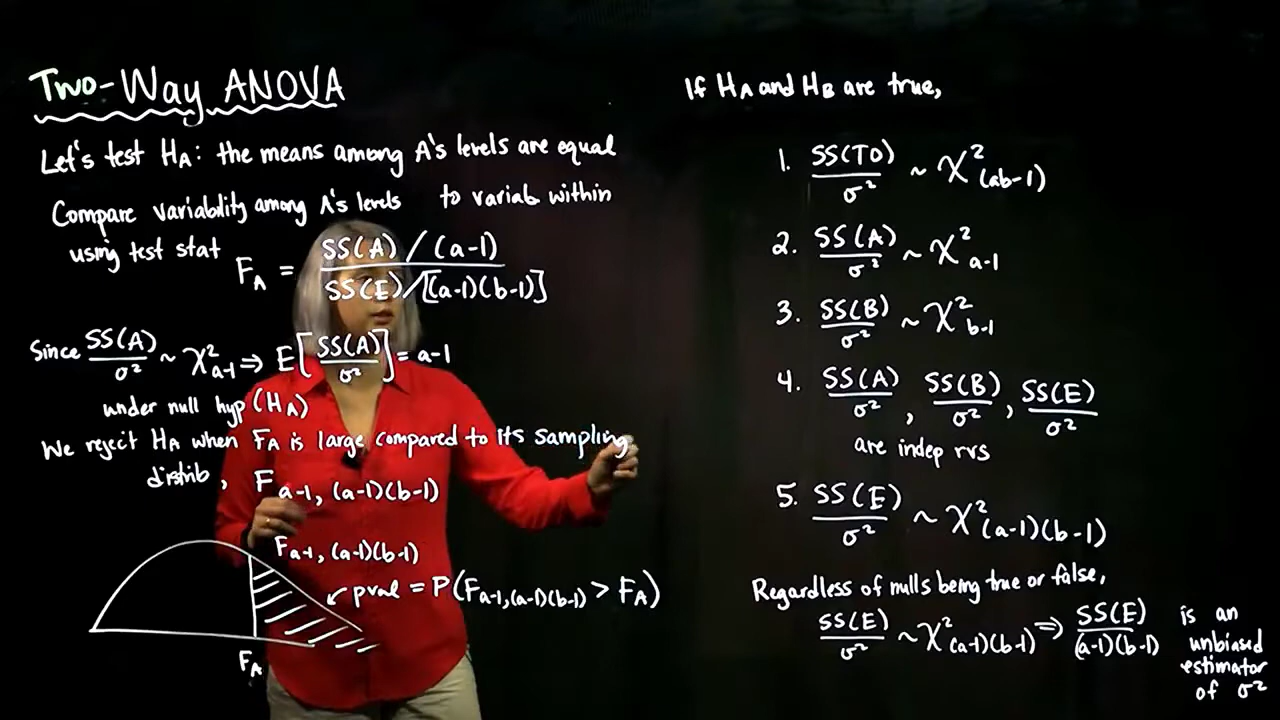 Two-Way ANOVA
Let's test H_A: the means among A's levels are equal
Compare variability among A's levels to variab within
using test stat F_A = SS(A)/(a-1) / SS(E)/[(a-1)(b-1)]
Since SS(A)/σ² ~ χ²_{a-1} ⇒ E[SS(A)/σ²] = a-1
under null hyp (H_A)
We reject H_A when F_A is large compared to its sampling
distrib, F_{a-1, (a-1)(b-1)}
F_{a-1, (a-1)(b-1)}
pval = P(F_{a-1,(a-1)(b-1)} > F_A)
F_A
If H_A and H_B are true,
1. SS(TO)/σ² ~ χ²_{(ab-1)}
2. SS(A)/σ² ~ χ²_{a-1}
3. SS(B)/σ² ~ χ²_{b-1}
4. SS(A)/σ², SS(B)/σ², SS(E)/σ²
are indep rvs
5. SS(E)/σ² ~ χ²_{(a-1)(b-1)}
Regardless of nulls being true or false,
SS(E)/σ² ~ χ²_{(a-1)(b-1)} ⇒ SS(E)/(a-1)(b-1)
is an
unbiased
estimator
of σ²